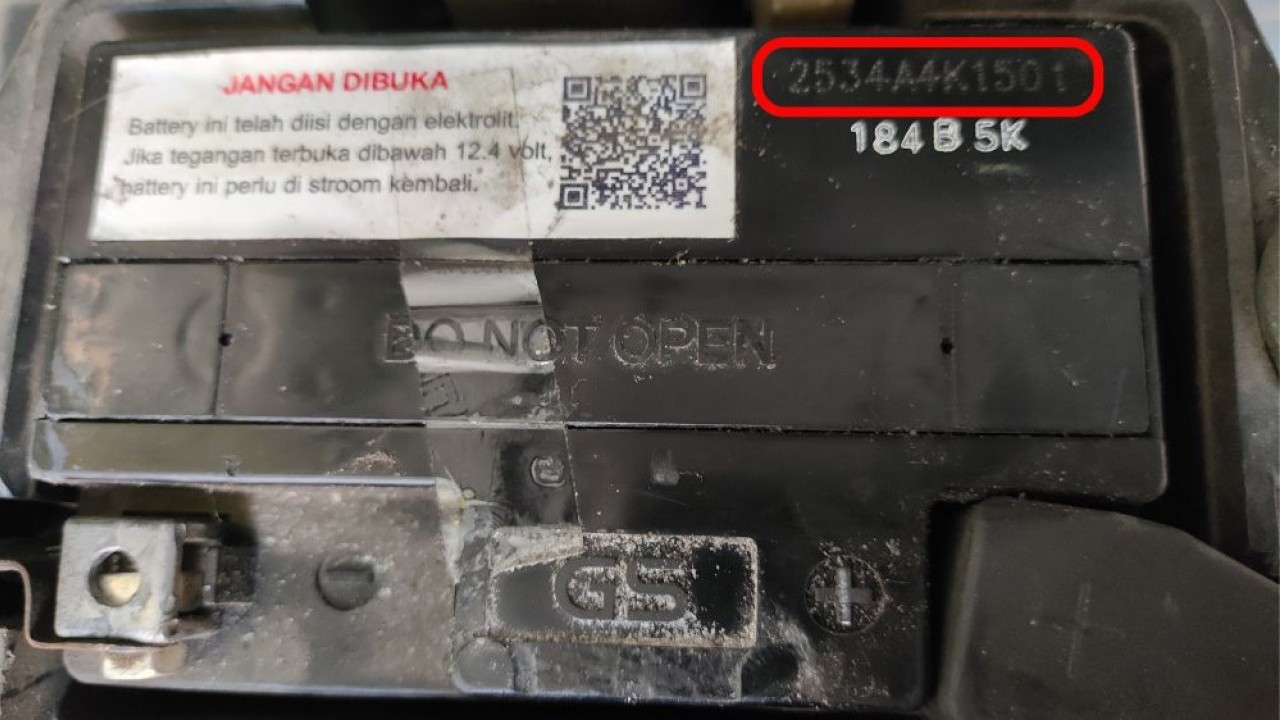 JANGAN DIBUKA
Battery ini telah diisi dengan elektrolit.
Jika tegangan terbuka dibawah 12.4 volt,
battery ini perlu di stroom kembali.
2534A4K1501
184 B 5K
DO NOT OPEN
GS